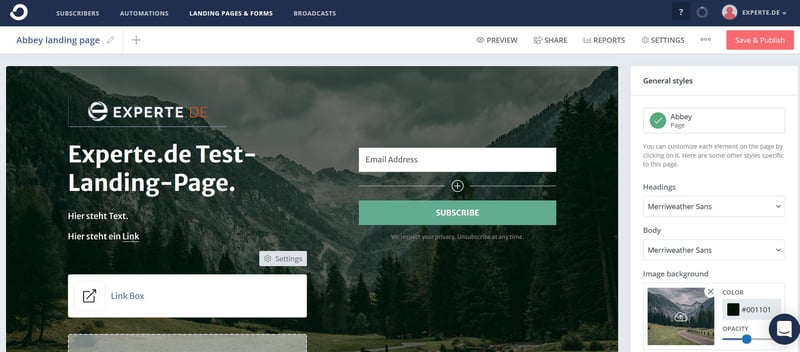 SUBSCRIBERS AUTOMATIONS LANDING PAGES & FORMS BROADCASTS ? EXPERTE.DE
Abbey landing page PREVIEW SHARE REPORTS SETTINGS Save & Publish
EXPERTE.DE
Experte.de Test-
Landing-Page.
Hier steht Text.
Hier steht ein Link
Settings
Link Box
Email Address
SUBSCRIBE
We respect your privacy. Unsubscribe at any time.
General styles
Abbey
Page
You can customize each element on the page by
clicking on it. Here are some other styles specific
to this page.
Headings
Merriweather Sans
Body
Merriweather Sans
Image background
COLOR
#001101
OPACITY